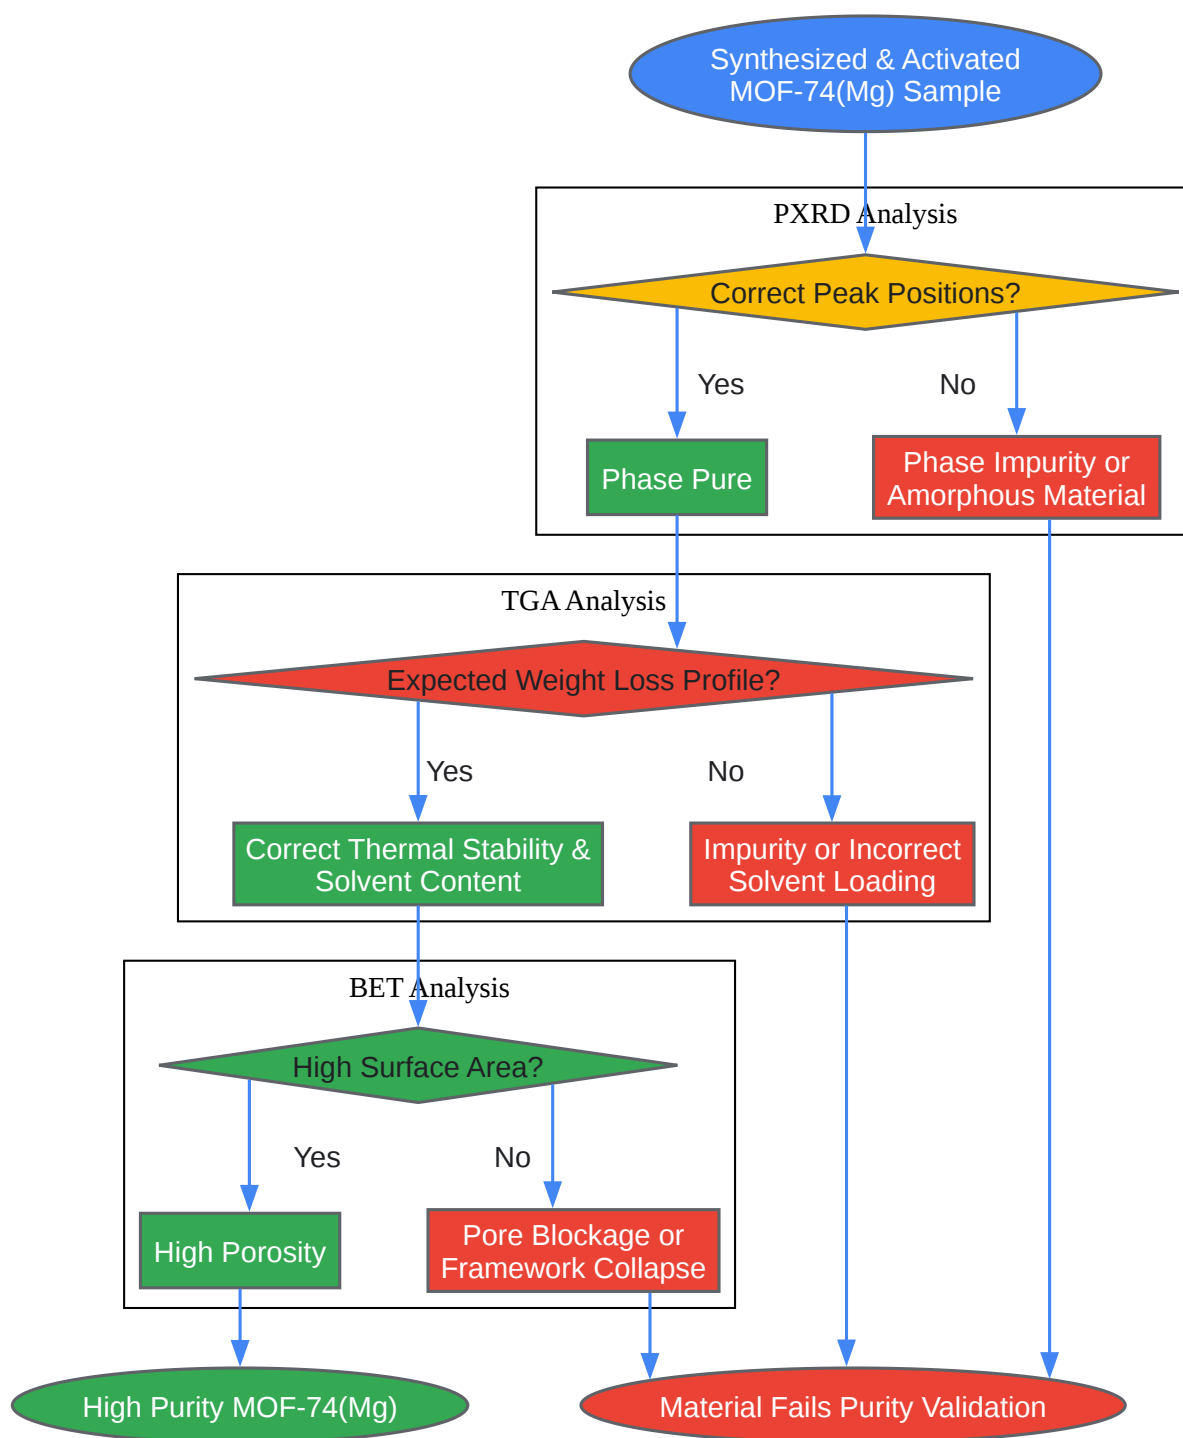 Synthesized & Activated
MOF-74(Mg) Sample
PXRD Analysis
Correct Peak Positions?
Yes
No
Phase Pure
Phase Impurity or
Amorphous Material
TGA Analysis
Expected Weight Loss Profile?
Yes
No
Correct Thermal Stability &
Solvent Content
Impurity or Incorrect
Solvent Loading
BET Analysis
High Surface Area?
Yes
No
High Porosity
Pore Blockage or
Framework Collapse
High Purity MOF-74(Mg)
Material Fails Purity Validation